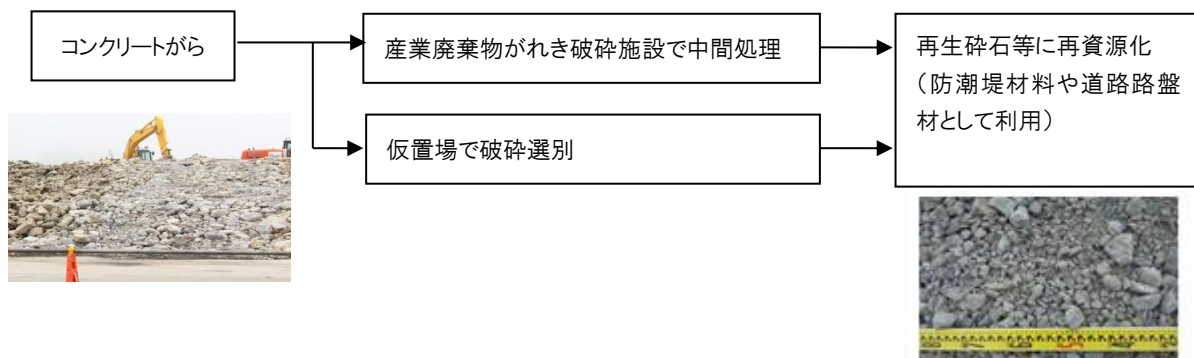 コンクリートがら
産業廃棄物がれき破砕施設で中間処理
仮置場で破砕選別
再生砕石等に再資源化
（防潮堤材料や道路路盤
材として利用）